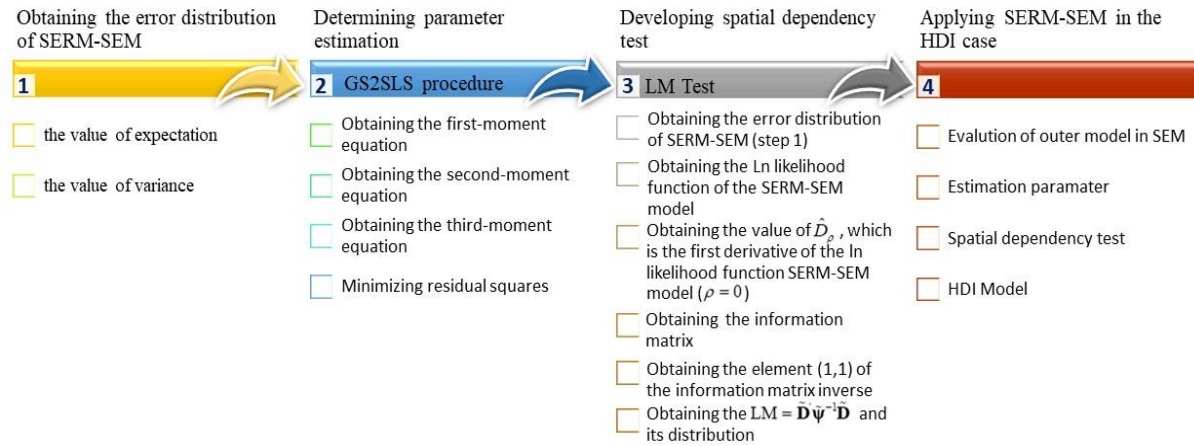 Obtaining the error distribution
of SERM-SEM
1
the value of expectation
the value of variance
Determining parameter
estimation
2 GS2SLS procedure
Obtaining the first-moment
equation
Obtaining the second-moment
equation
Obtaining the third-moment
equation
Minimizing residual squares
Developing spatial dependency
test
3 LM Test
Obtaining the error distribution
of SERM-SEM (step 1)
Obtaining the Ln likelihood
function of the SERM-SEM
model
Obtaining the value of D̂ρ , which
is the first derivative of the ln
likelihood function SERM-SEM
model (ρ = 0)
Obtaining the information
matrix
Obtaining the element (1,1) of
the information matrix inverse
Obtaining the LM = D̃'ψ̃⁻¹D̃ and
its distribution
Applying SERM-SEM in the
HDI case
4
Evalution of outer model in SEM
Estimation paramater
Spatial dependency test
HDI Model